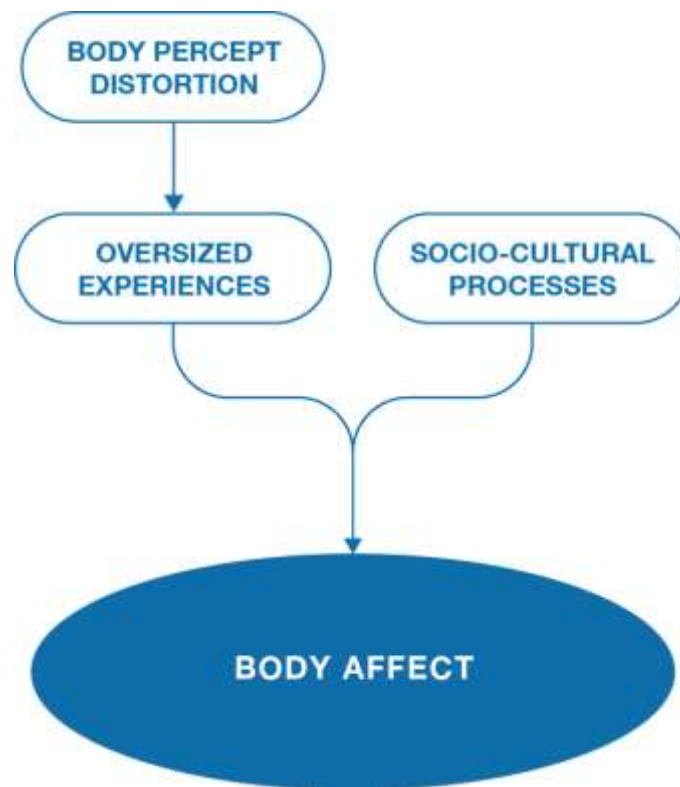 BODY PERCEPT
DISTORTION
OVERSIZED
EXPERIENCES
SOCIO-CULTURAL
PROCESSES
BODY AFFECT